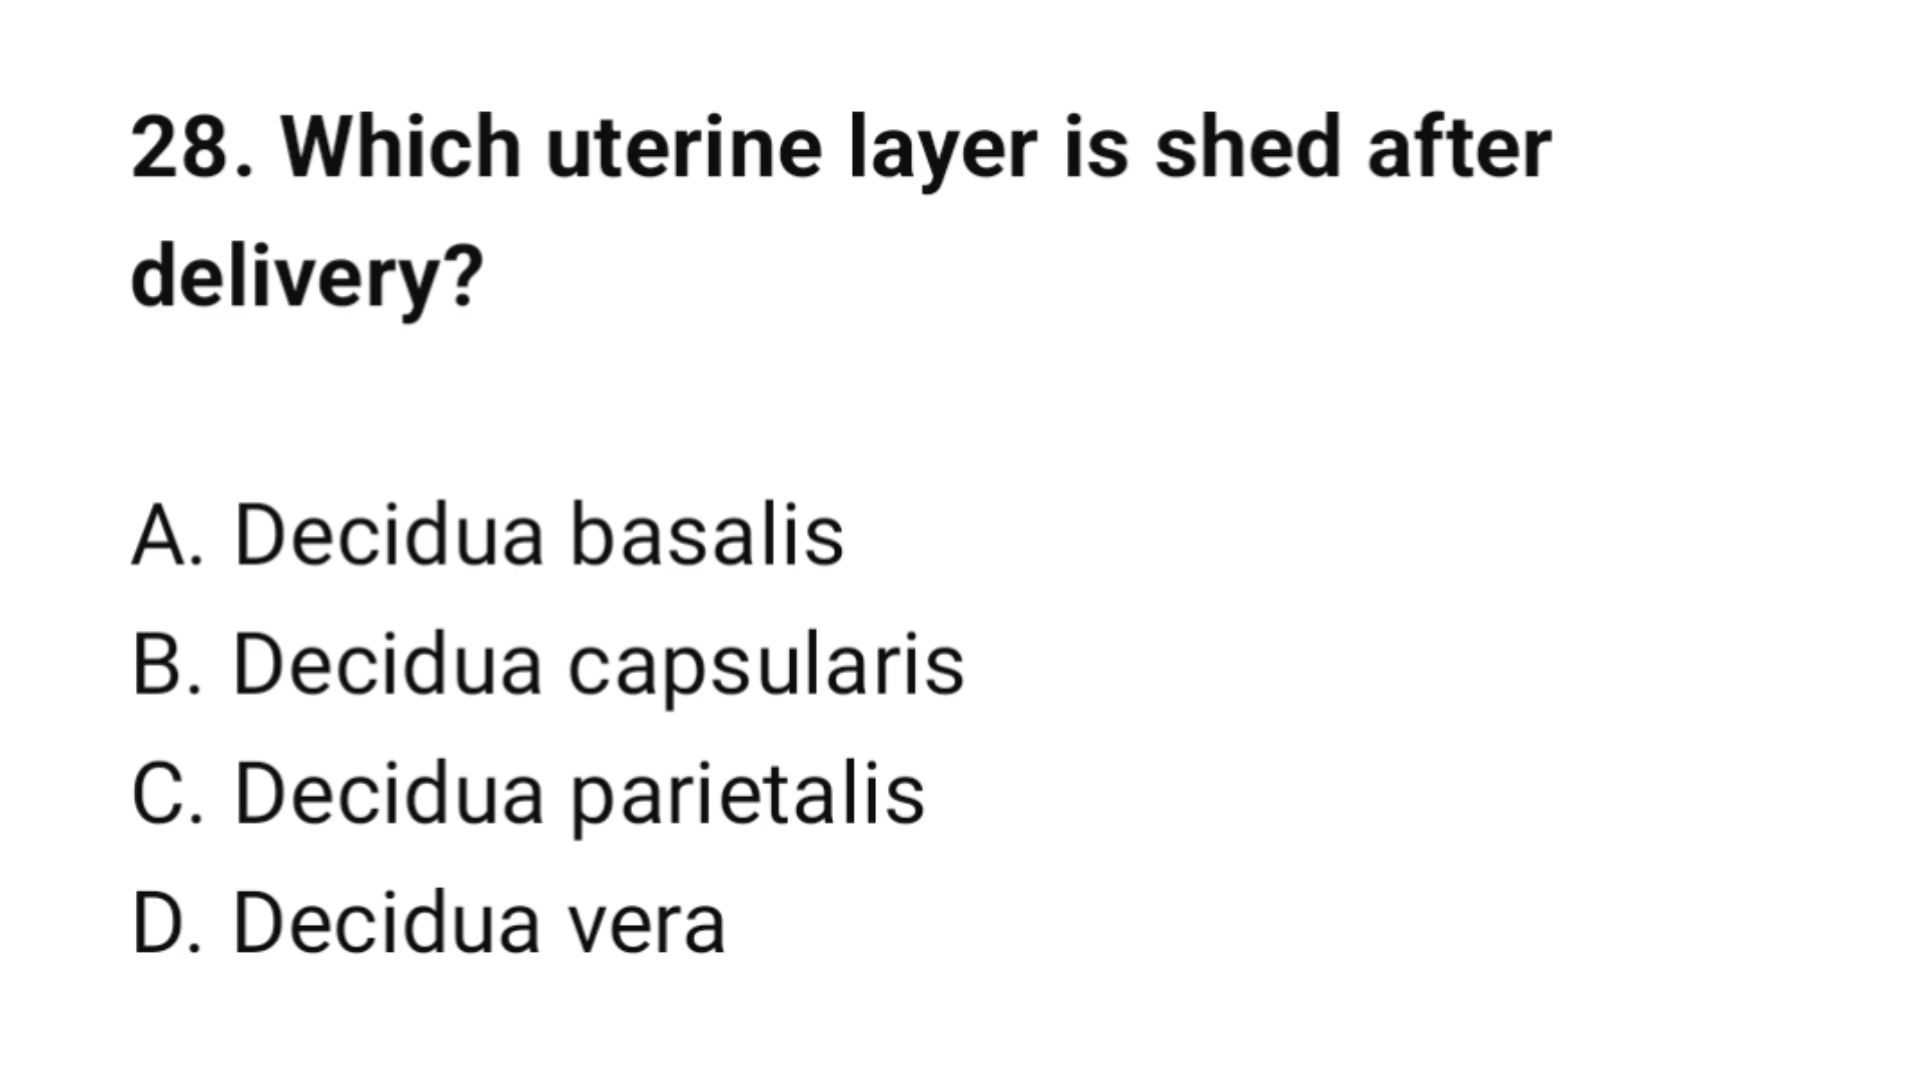 28. Which uterine layer is shed after
delivery?
A. Decidua basalis
B. Decidua capsularis
C. Decidua parietalis
D. Decidua vera